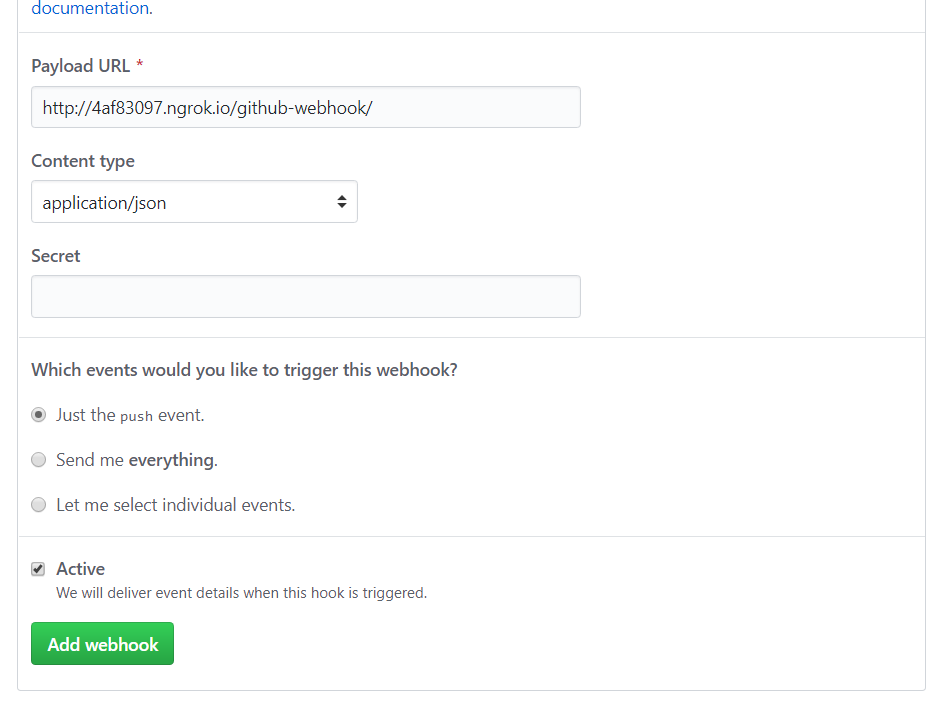 documentation.
Payload URL *
http://4af83097.ngrok.io/github-webhook/
Content type
application/json
Secret
Which events would you like to trigger this webhook?
Just the push event.
Send me everything.
Let me select individual events.
Active
We will deliver event details when this hook is triggered.
Add webhook